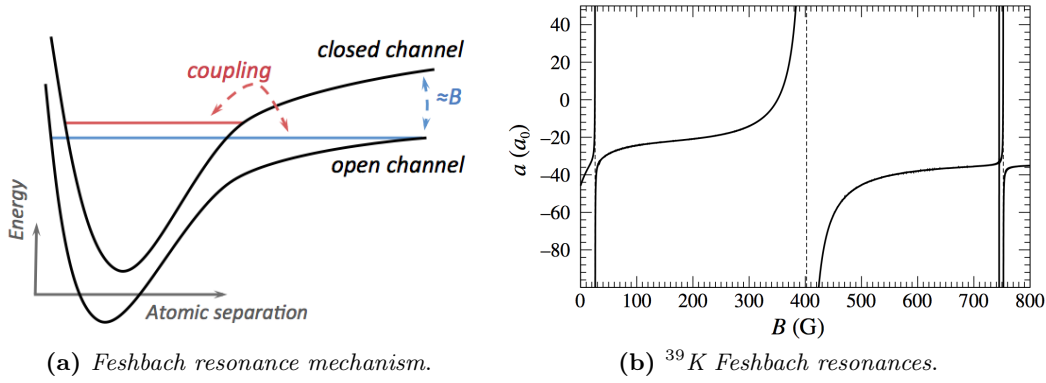 closed channel
coupling
≈B
open channel
Energy
Atomic separation
(a) Feshbach resonance mechanism.
40
20
0
−20
−40
−60
−80
a (a₀)
0 100 200 300 400 500 600 700 800
B (G)
(b) ³⁹K Feshbach resonances.